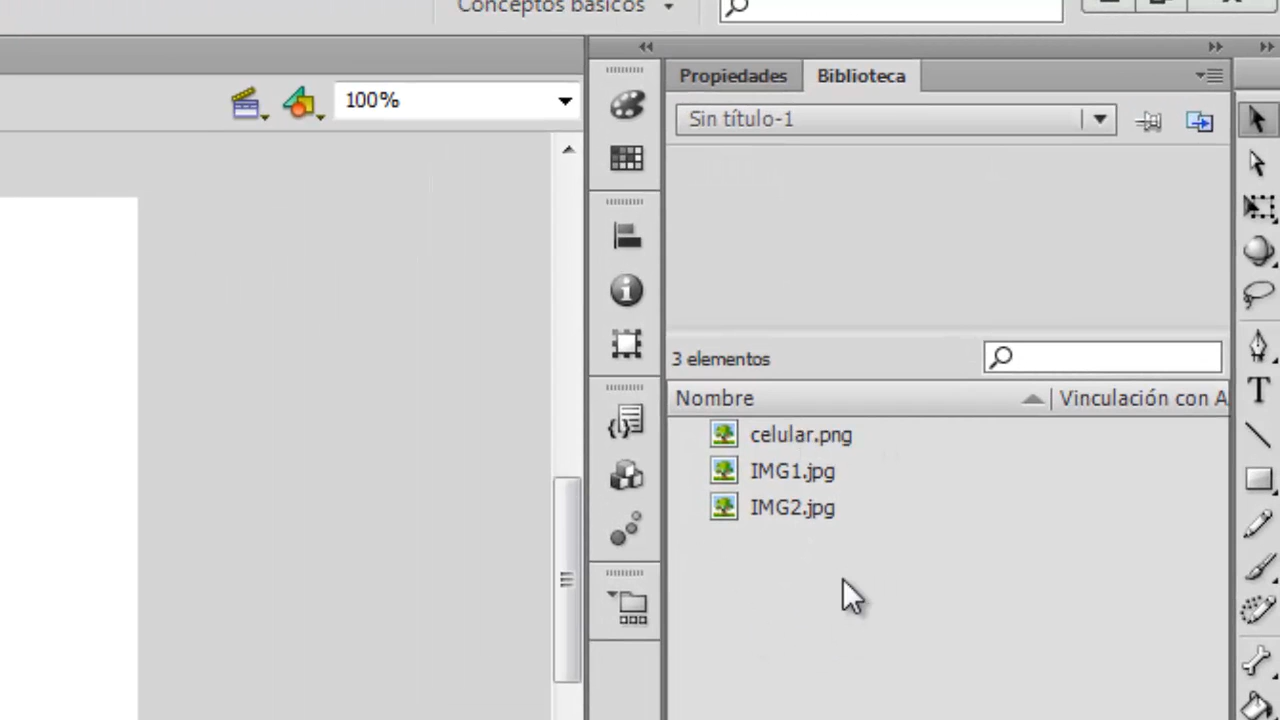 Conceptos básicos
100%
Propiedades
Biblioteca
Sin título-1
3 elementos
Nombre
Vinculación con A
celular.png
IMG1.jpg
IMG2.jpg